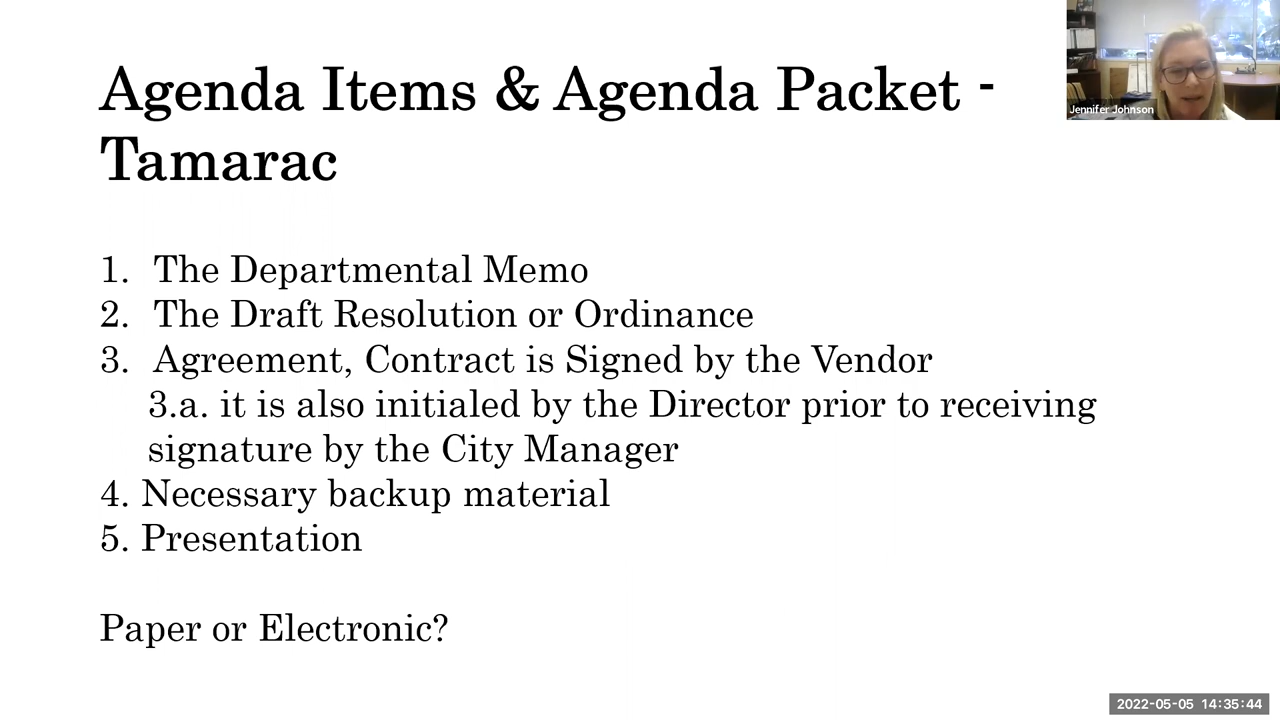 Agenda Items & Agenda Packet -
Tamarac
Jennifer Johnson
1. The Departmental Memo
2. The Draft Resolution or Ordinance
3. Agreement, Contract is Signed by the Vendor
3.a. it is also initialed by the Director prior to receiving
signature by the City Manager
4. Necessary backup material
5. Presentation
Paper or Electronic?
2022-05-05 14:35:44